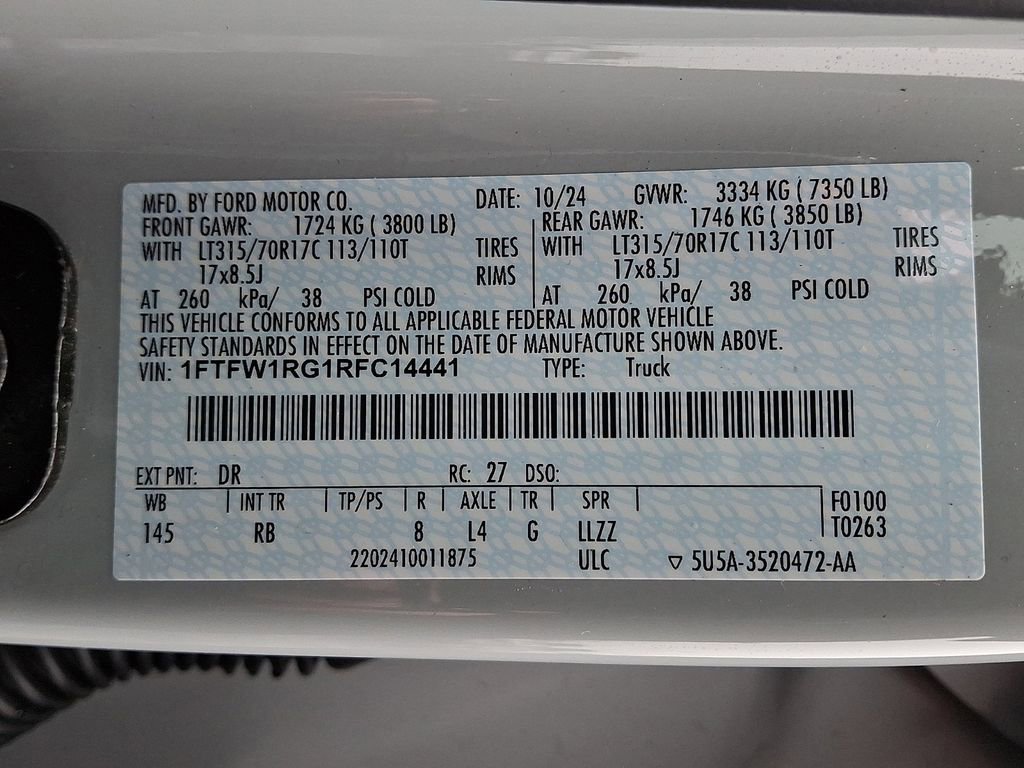 MFD. BY FORD MOTOR CO. DATE: 10/24 GVWR: 3334 KG ( 7350 LB)
FRONT GAWR: 1724 KG ( 3800 LB) REAR GAWR: 1746 KG ( 3850 LB)
WITH LT315/70R17C 113/110T TIRES WITH LT315/70R17C 113/110T TIRES
17x8.5J RIMS 17x8.5J RIMS
AT 260 kPa/ 38 PSI COLD AT 260 kPa/ 38 PSI COLD
THIS VEHICLE CONFORMS TO ALL APPLICABLE FEDERAL MOTOR VEHICLE
SAFETY STANDARDS IN EFFECT ON THE DATE OF MANUFACTURE SHOWN ABOVE.
VIN: 1FTFW1RG1RFC14441 TYPE: Truck
EXT PNT: DR RC: 27 DSO:
WB INT TR TP/PS R AXLE TR SPR F0100
145 RB 8 L4 G LLZZ T0263
2202410011875 ULC ▽ 5U5A-3520472-AA